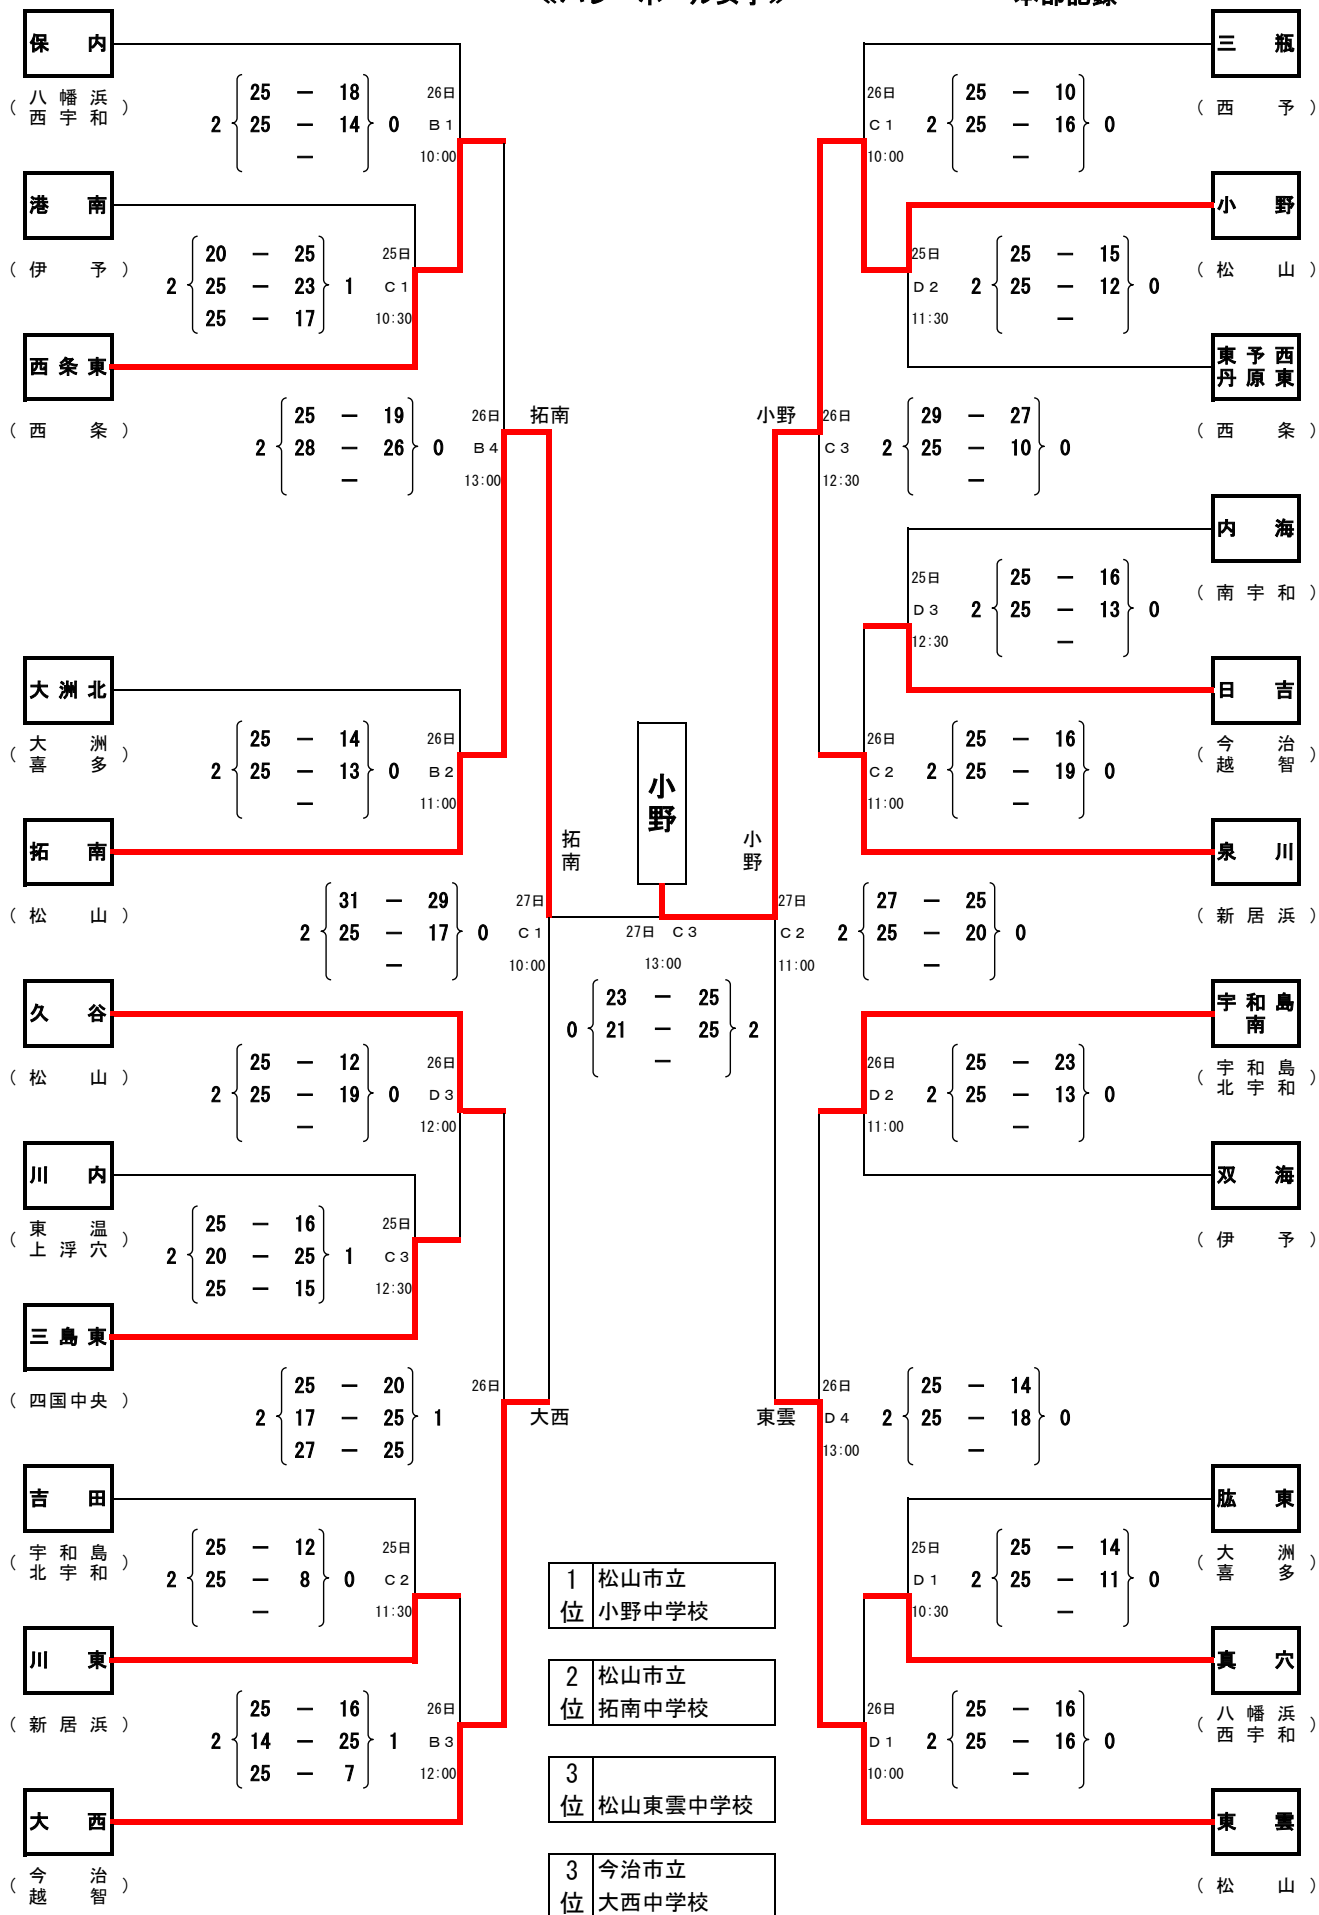 保 内
( 八幡浜 西宇和 )
2 25 — 18 0
25 — 14
—
26日
B1
10:00
港 南
( 伊 予 )
20 — 25
2 25 — 23 1
25 — 17
25日
C1
10:30
西条東
( 西 条 )
25 — 19
2 28 — 26 0
—
26日
B4
13:00
拓南
大洲北
( 大洲 喜多 )
25 — 14
2 25 — 13 0
—
26日
B2
11:00
拓 南
( 松 山 )
拓南
31 — 29
2 25 — 17 0
—
27日
C1
10:00
久 谷
( 松 山 )
25 — 12
2 25 — 19 0
—
26日
D3
12:00
川 内
( 東温 上浮穴 )
25 — 16
2 20 — 25 1
25 — 15
25日
C3
12:30
三島東
( 四国中央 )
25 — 20
2 17 — 25 1
27 — 25
26日
大西
吉 田
( 宇和島 北宇和 )
25 — 12
2 25 — 8 0
—
25日
C2
11:30
川 東
( 新居浜 )
25 — 16
2 14 — 25 1
25 — 7
26日
B3
12:00
大 西
( 今治 越智 )
小野
27日 C3
13:00
23 — 25
0 21 — 25 2
—
三 瓶
( 西 予 )
26日
C1
10:00
25 — 10
2 25 — 16 0
—
小 野
( 松 山 )
25日
D2
11:30
25 — 15
2 25 — 12 0
—
東予西
丹原東
( 西 条 )
小野
26日
C3
12:30
29 — 27
2 25 — 10 0
—
内 海
( 南宇和 )
25日
D3
12:30
25 — 16
2 25 — 13 0
—
日 吉
( 今治 越智 )
26日
C2
11:00
25 — 16
2 25 — 19 0
—
泉 川
( 新居浜 )
小野
27日
C2
11:00
27 — 25
2 25 — 20 0
—
宇和島
南
( 宇和島 北宇和 )
26日
D2
11:00
25 — 23
2 25 — 13 0
—
双 海
( 伊 予 )
東雲
26日
D4
13:00
25 — 14
2 25 — 18 0
—
肱 東
( 大洲 喜多 )
25日
D1
10:30
25 — 14
2 25 — 11 0
—
真 穴
( 八幡浜 西宇和 )
26日
D1
10:00
25 — 16
2 25 — 16 0
—
東 雲
( 松 山 )
1位 松山市立
小野中学校
2位 松山市立
拓南中学校
3位
松山東雲中学校
3位 今治市立
大西中学校